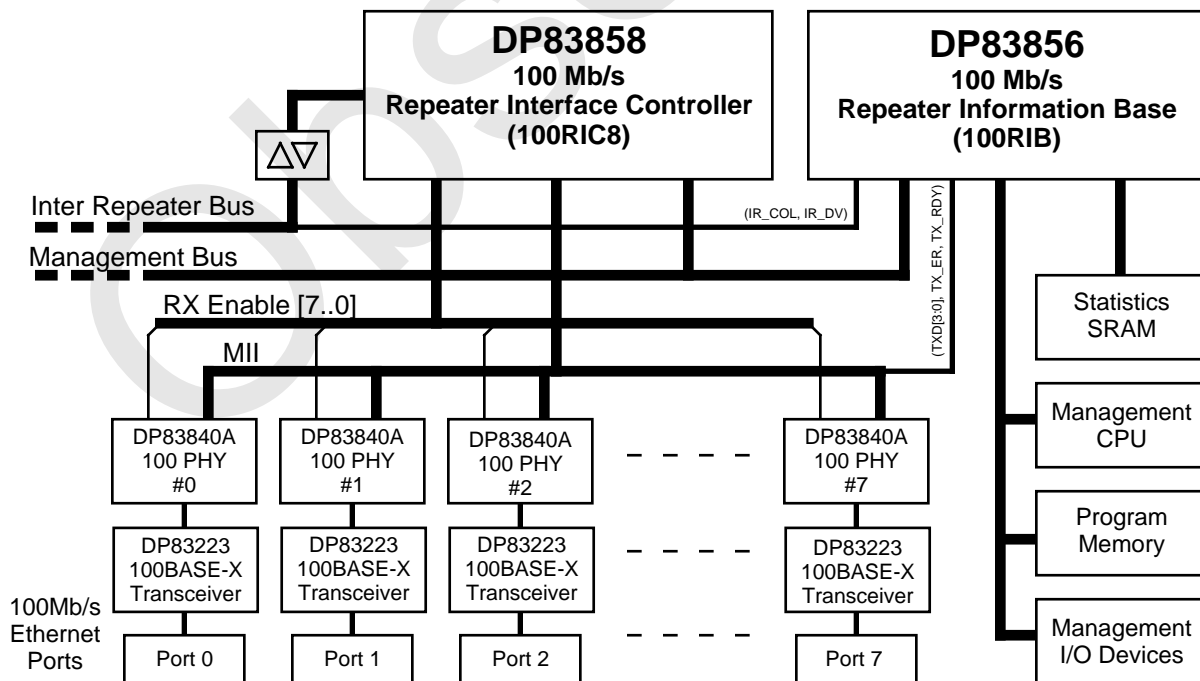 DP83858
100 Mb/s
Repeater Interface Controller
(100RIC8)
DP83856
100 Mb/s
Repeater Information Base
(100RIB)
Inter Repeater Bus
(IR_COL, IR_DV)
(TXD[3:0], TX_ER, TX_RDY)
Management Bus
RX Enable [7..0]
MII
Statistics
SRAM
Management
CPU
Program
Memory
Management
I/O Devices
DP83840A
100 PHY
#0
DP83840A
100 PHY
#1
DP83840A
100 PHY
#2
DP83840A
100 PHY
#7
DP83223
100BASE-X
Transceiver
DP83223
100BASE-X
Transceiver
DP83223
100BASE-X
Transceiver
DP83223
100BASE-X
Transceiver
100Mb/s
Ethernet
Ports
Port 0
Port 1
Port 2
Port 7